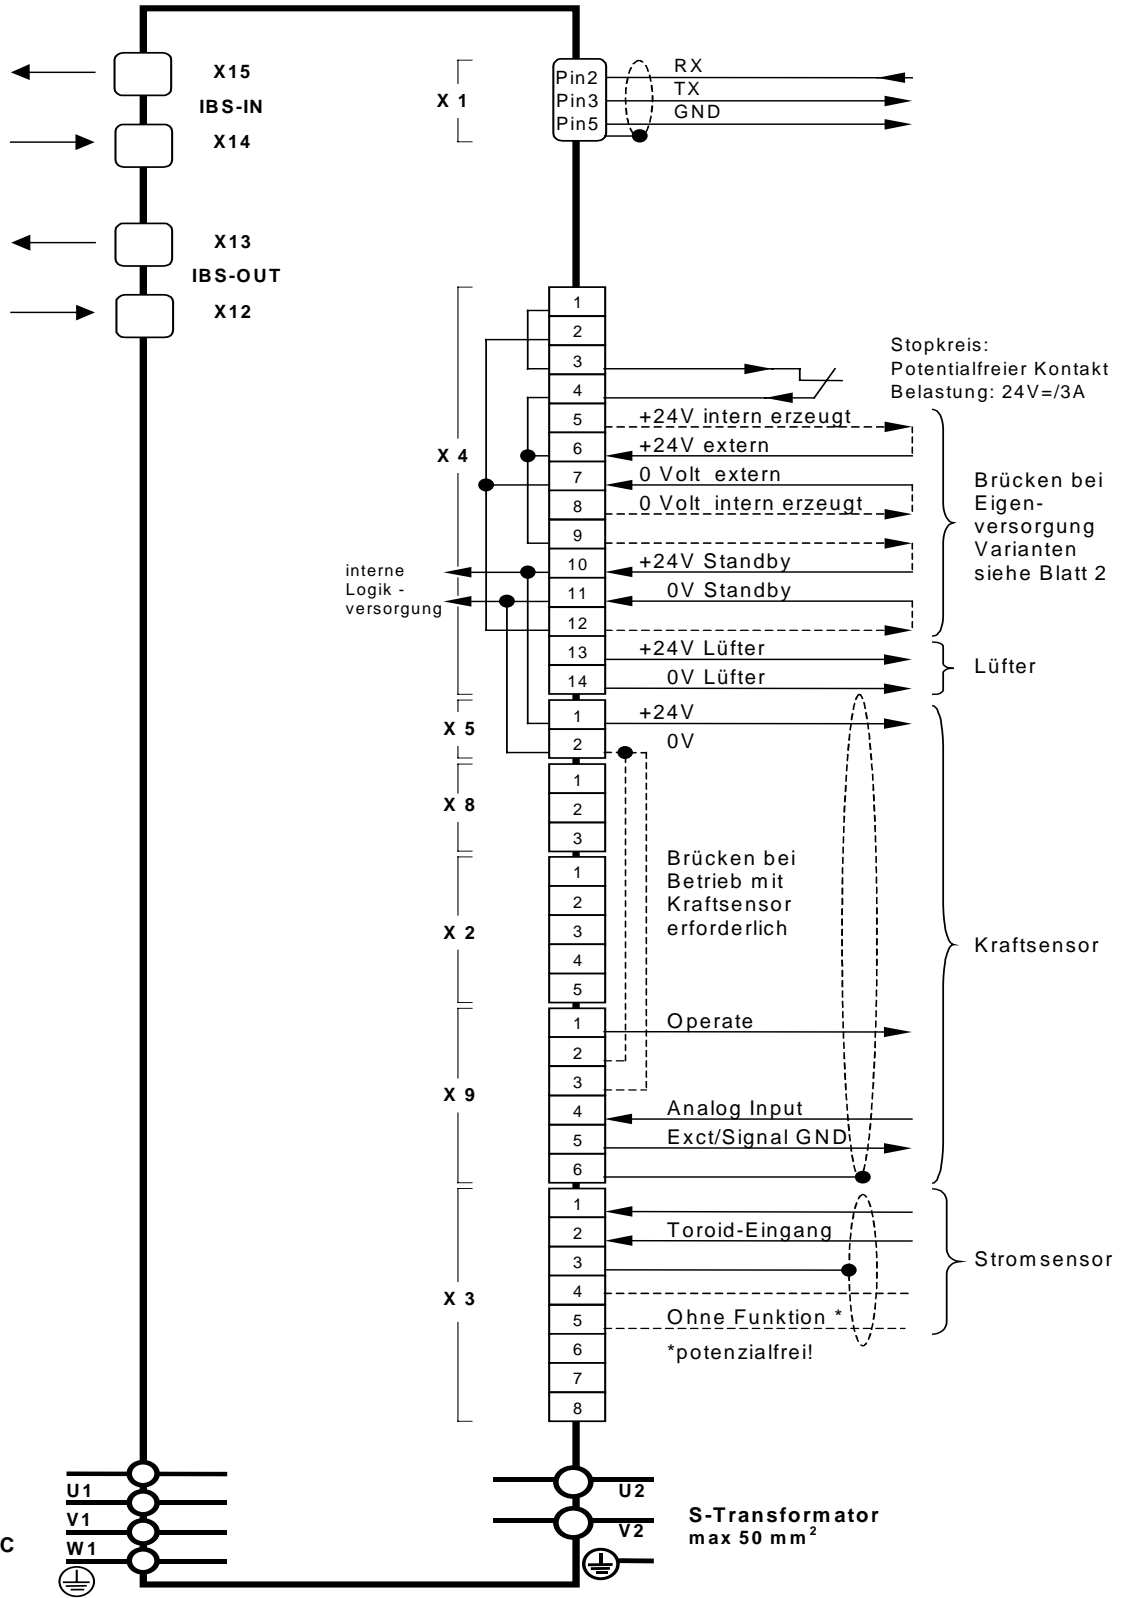 X15
IBS-IN
X14
X13
IBS-OUT
X12
X 1
Pin2
Pin3
Pin5
RX
TX
GND
X 4
1
2
3
4
5
6
7
8
9
10
11
12
13
14
Stopkreis:
Potentialfreier Kontakt
Belastung: 24V=/3A
+24V intern erzeugt
+24V extern
0 Volt extern
0 Volt intern erzeugt
+24V Standby
0V Standby
+24V Lüfter
0V Lüfter
Brücken bei
Eigen-
versorgung
Varianten
siehe Blatt 2
Lüfter
interne
Logik -
versorgung
X 5
1
2
+24V
0V
X 8
1
2
3
X 2
1
2
3
4
5
Brücken bei
Betrieb mit
Kraftsensor
erforderlich
Kraftsensor
X 9
1
2
3
4
5
6
Operate
Analog Input
Exct/Signal GND
X 3
1
2
3
4
5
6
7
8
Toroid-Eingang
Ohne Funktion *
*potenzialfrei!
Stromsensor
U1
V1
W1
C
U2
V2
S-Transformator
max 50 mm²